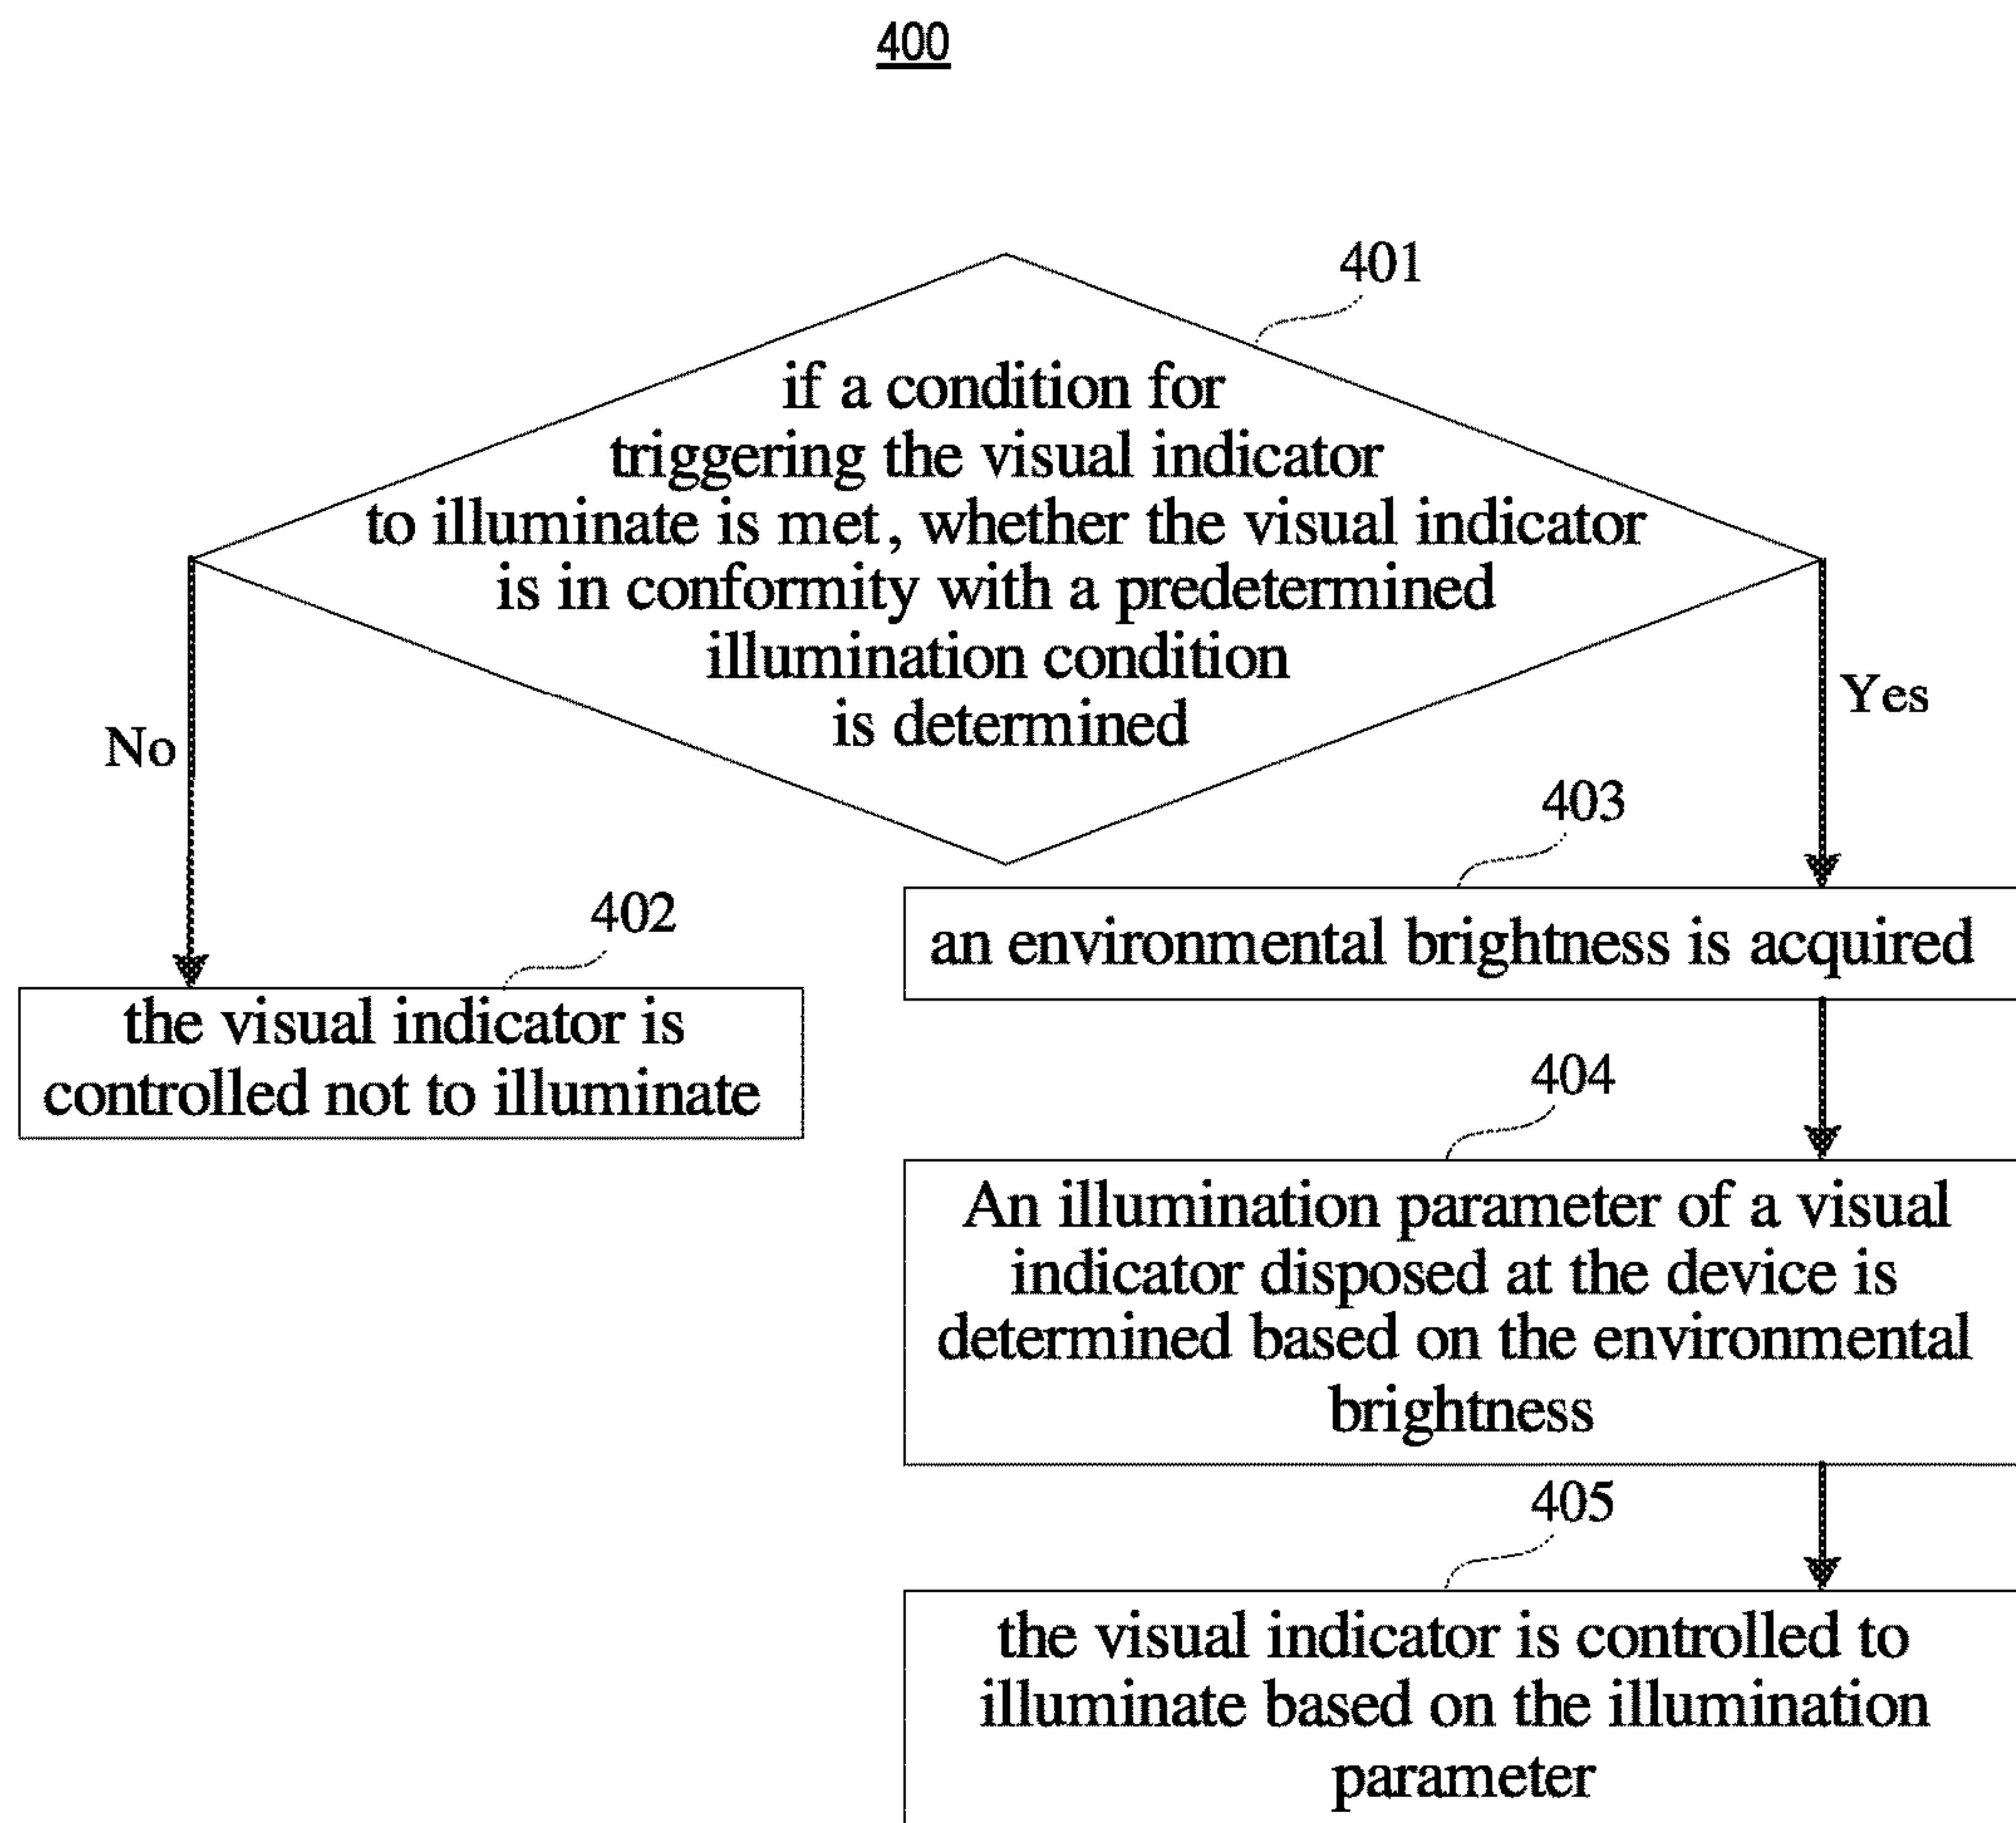 400
401
if a condition for
triggering the visual indicator
to illuminate is met, whether the visual indicator
is in conformity with a predetermined
illumination condition
is determined
No
Yes
402
the visual indicator is
controlled not to illuminate
403
an environmental brightness is acquired
404
An illumination parameter of a visual
indicator disposed at the device is
determined based on the environmental
brightness
405
the visual indicator is controlled to
illuminate based on the illumination
parameter